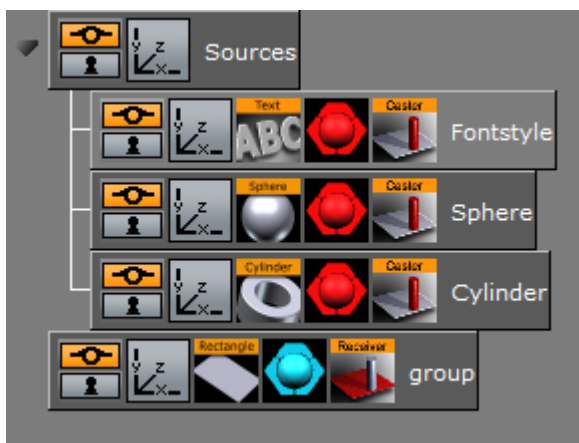 y z x Sources
Text Caster
y z x ABC Fontstyle
Sphere Caster
y z x Sphere
Cylinder Caster
y z x Cylinder
Rectangle Receiver
y z x group